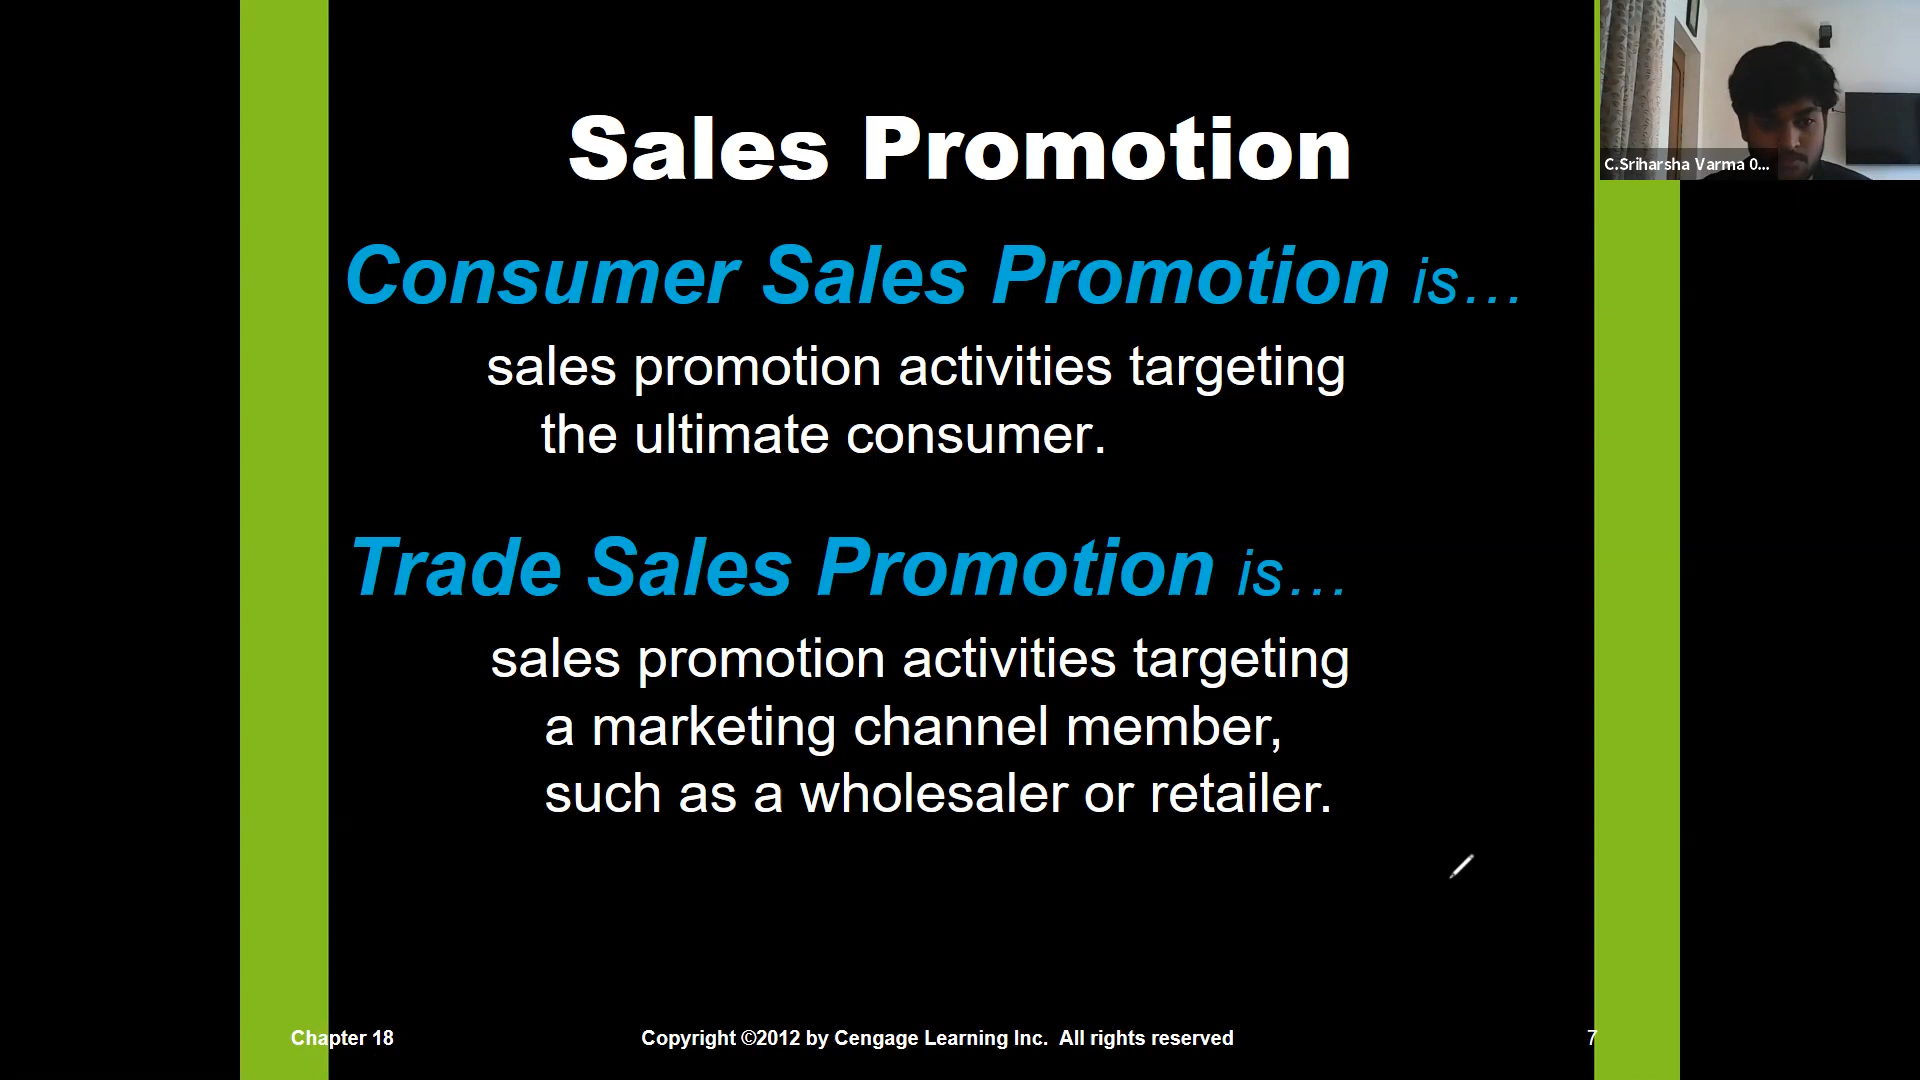 Sales Promotion
C.Sriharsha Varma 0...
Consumer Sales Promotion is…
sales promotion activities targeting
the ultimate consumer.
Trade Sales Promotion is…
sales promotion activities targeting
a marketing channel member,
such as a wholesaler or retailer.
Chapter 18
Copyright ©2012 by Cengage Learning Inc.  All rights reserved
7